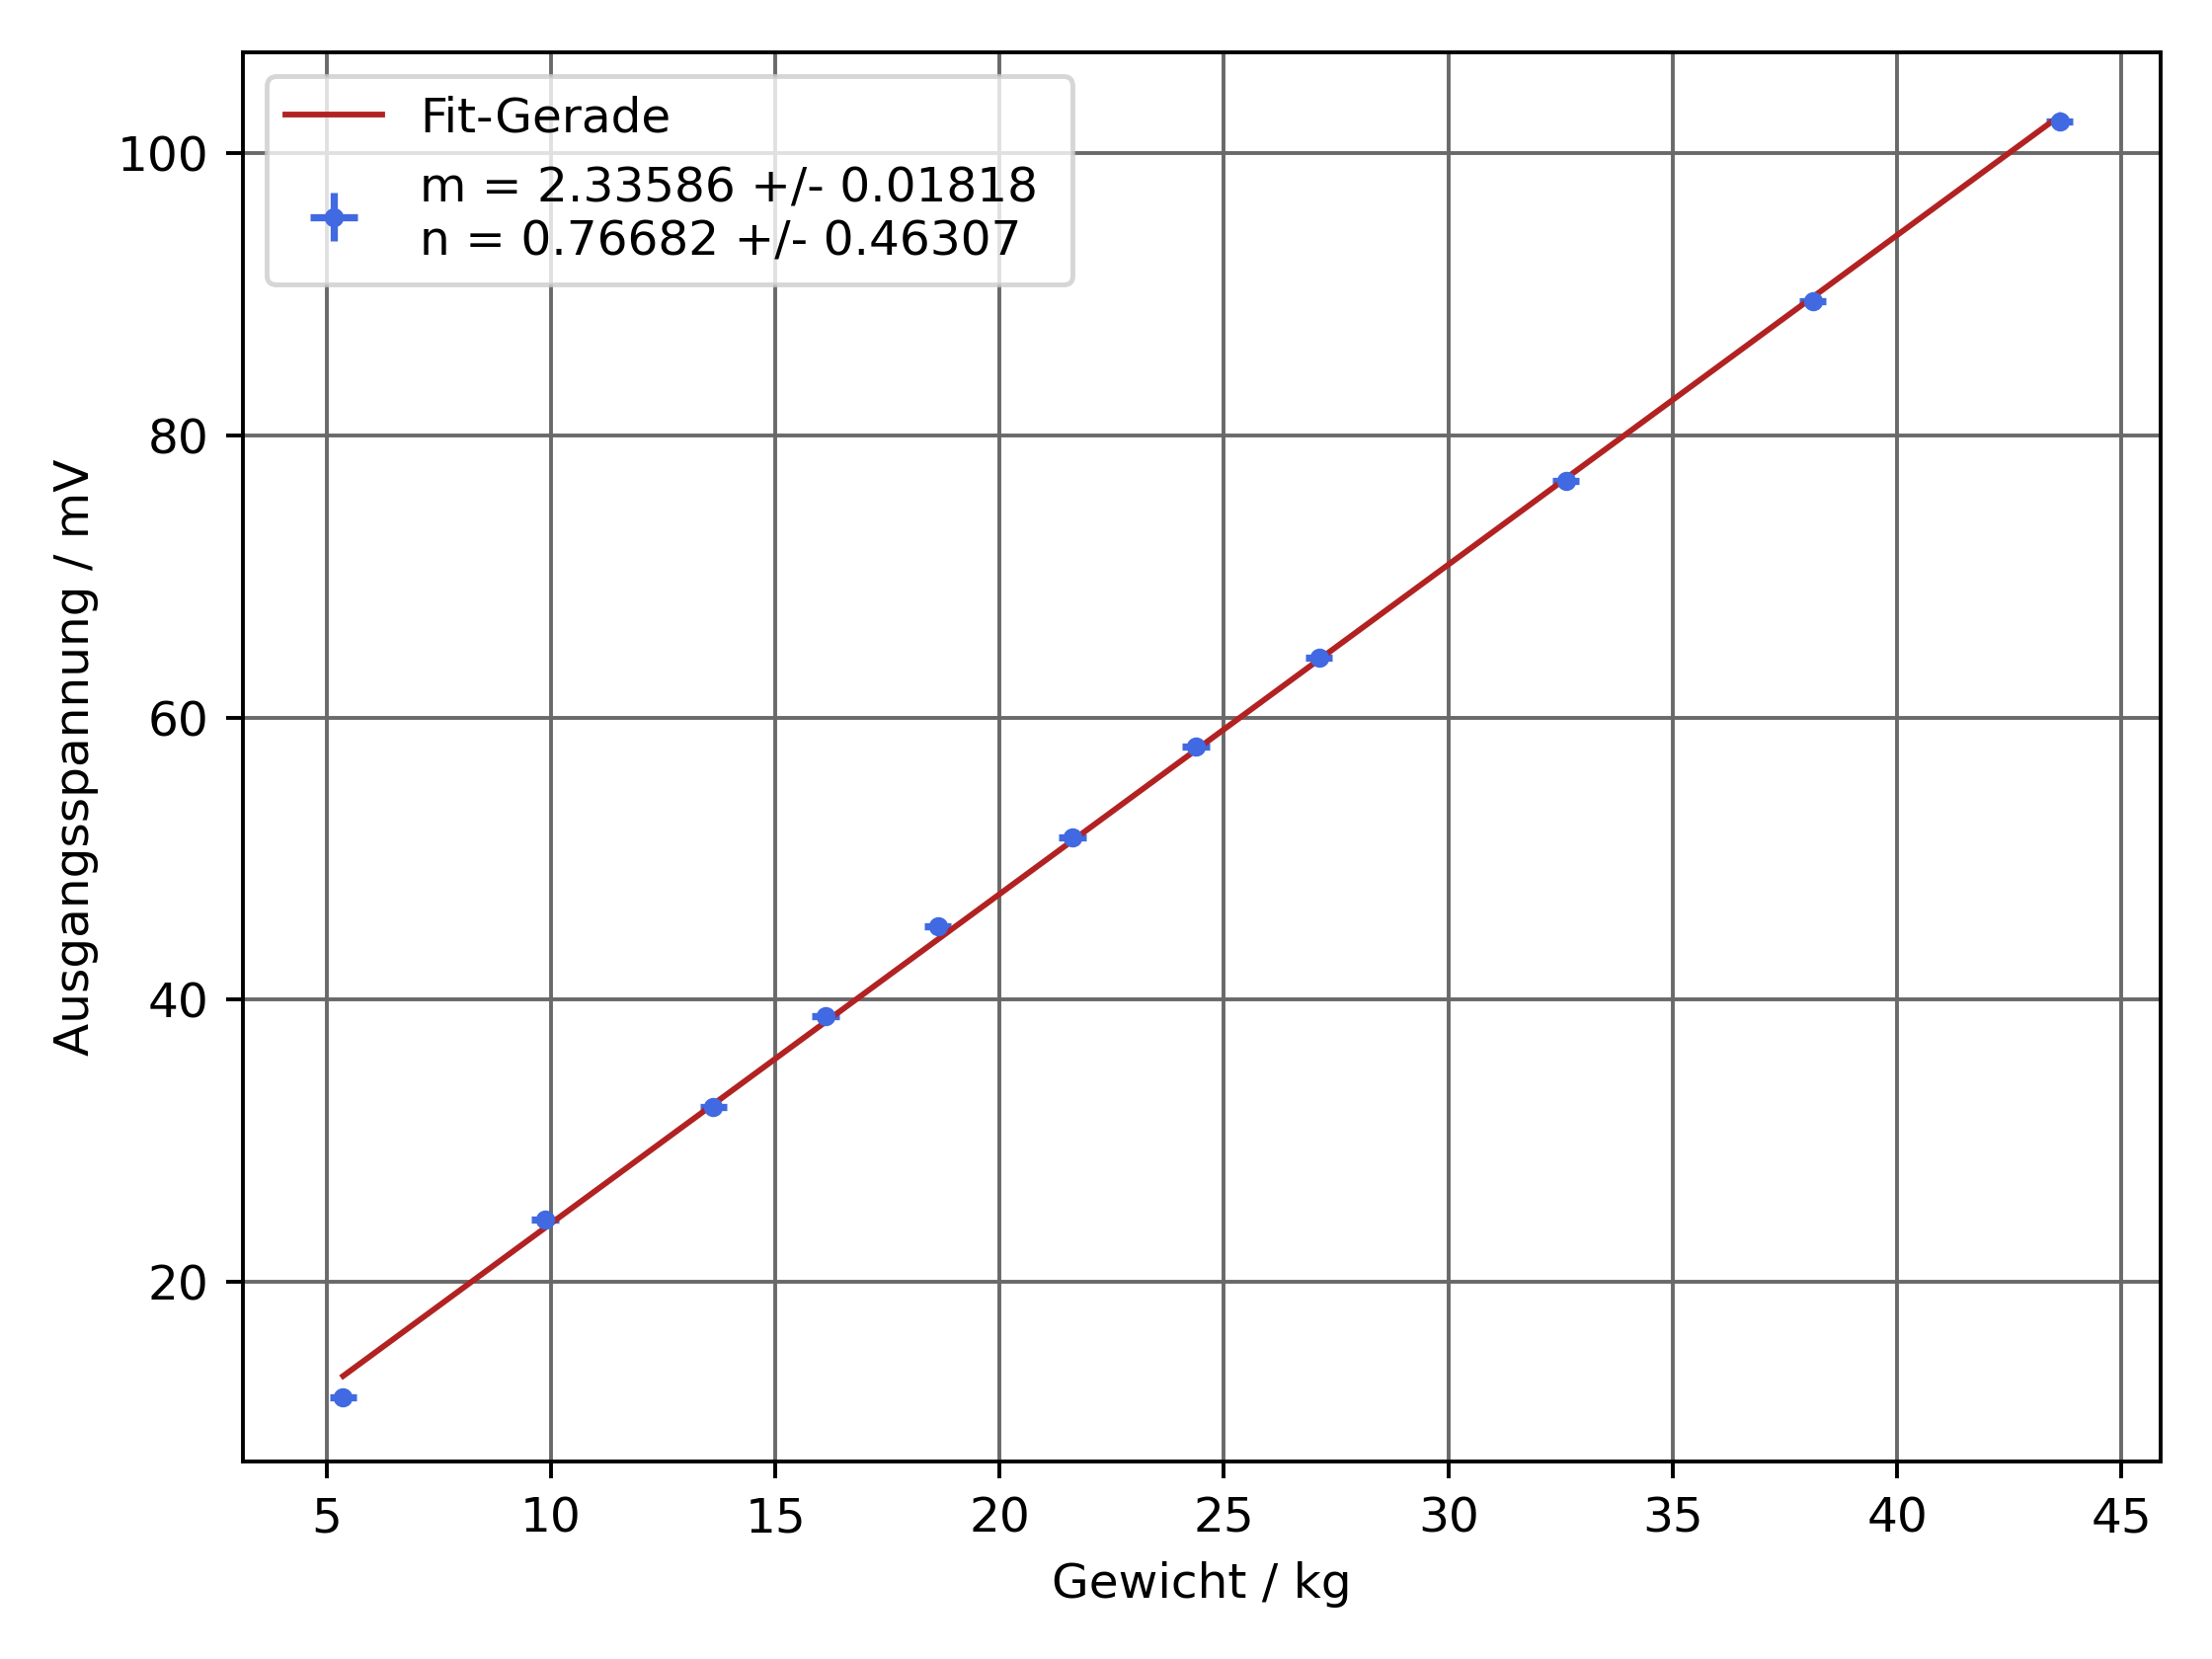 Fit-Gerade
m = 2.33586 +/- 0.01818
n = 0.76682 +/- 0.46307
100
80
60
40
20
Ausgangsspannung / mV
5 10 15 20 25 30 35 40 45
Gewicht / kg